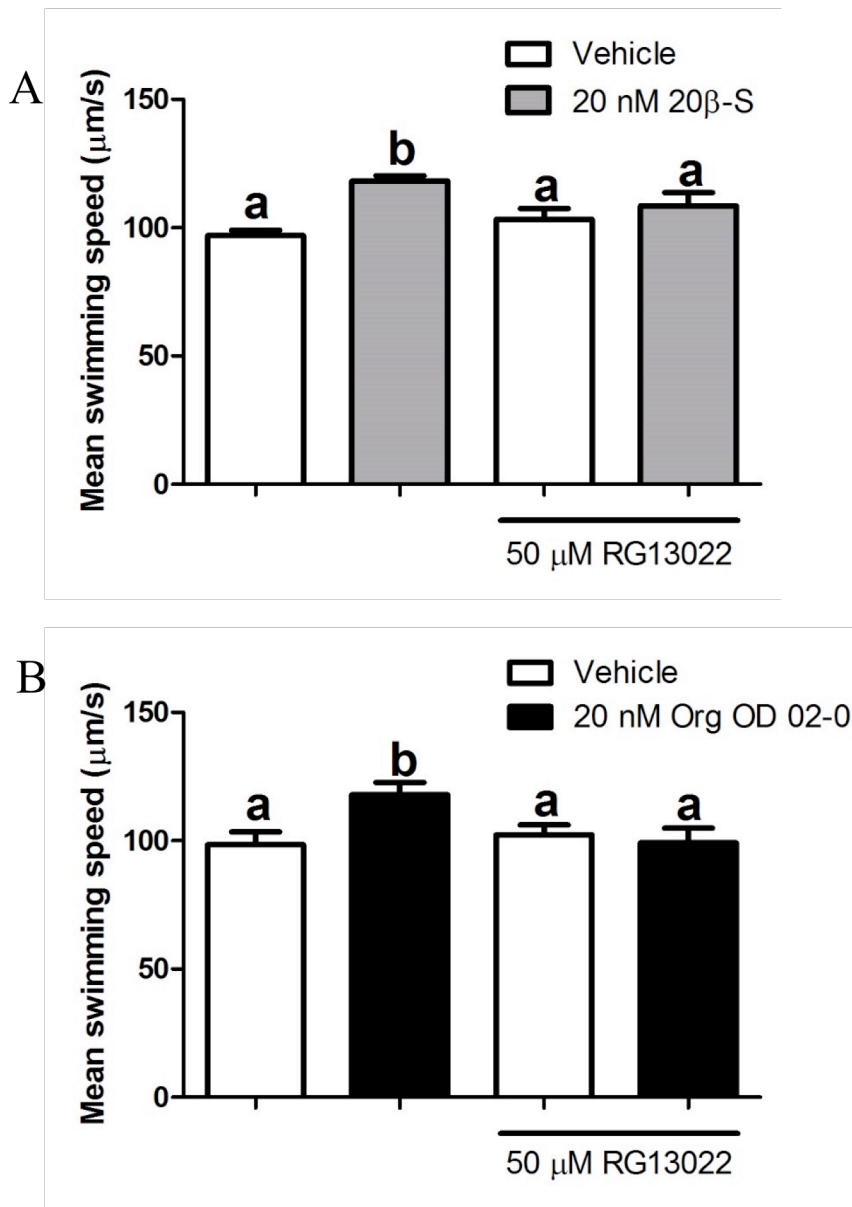 A
Vehicle
20 nM 20β-S
Mean swimming speed (μm/s)
150
100
50
0
a
b
a
a
50 μM RG13022
B
Vehicle
20 nM Org OD 02-0
Mean swimming speed (μm/s)
150
100
50
0
a
b
a
a
50 μM RG13022